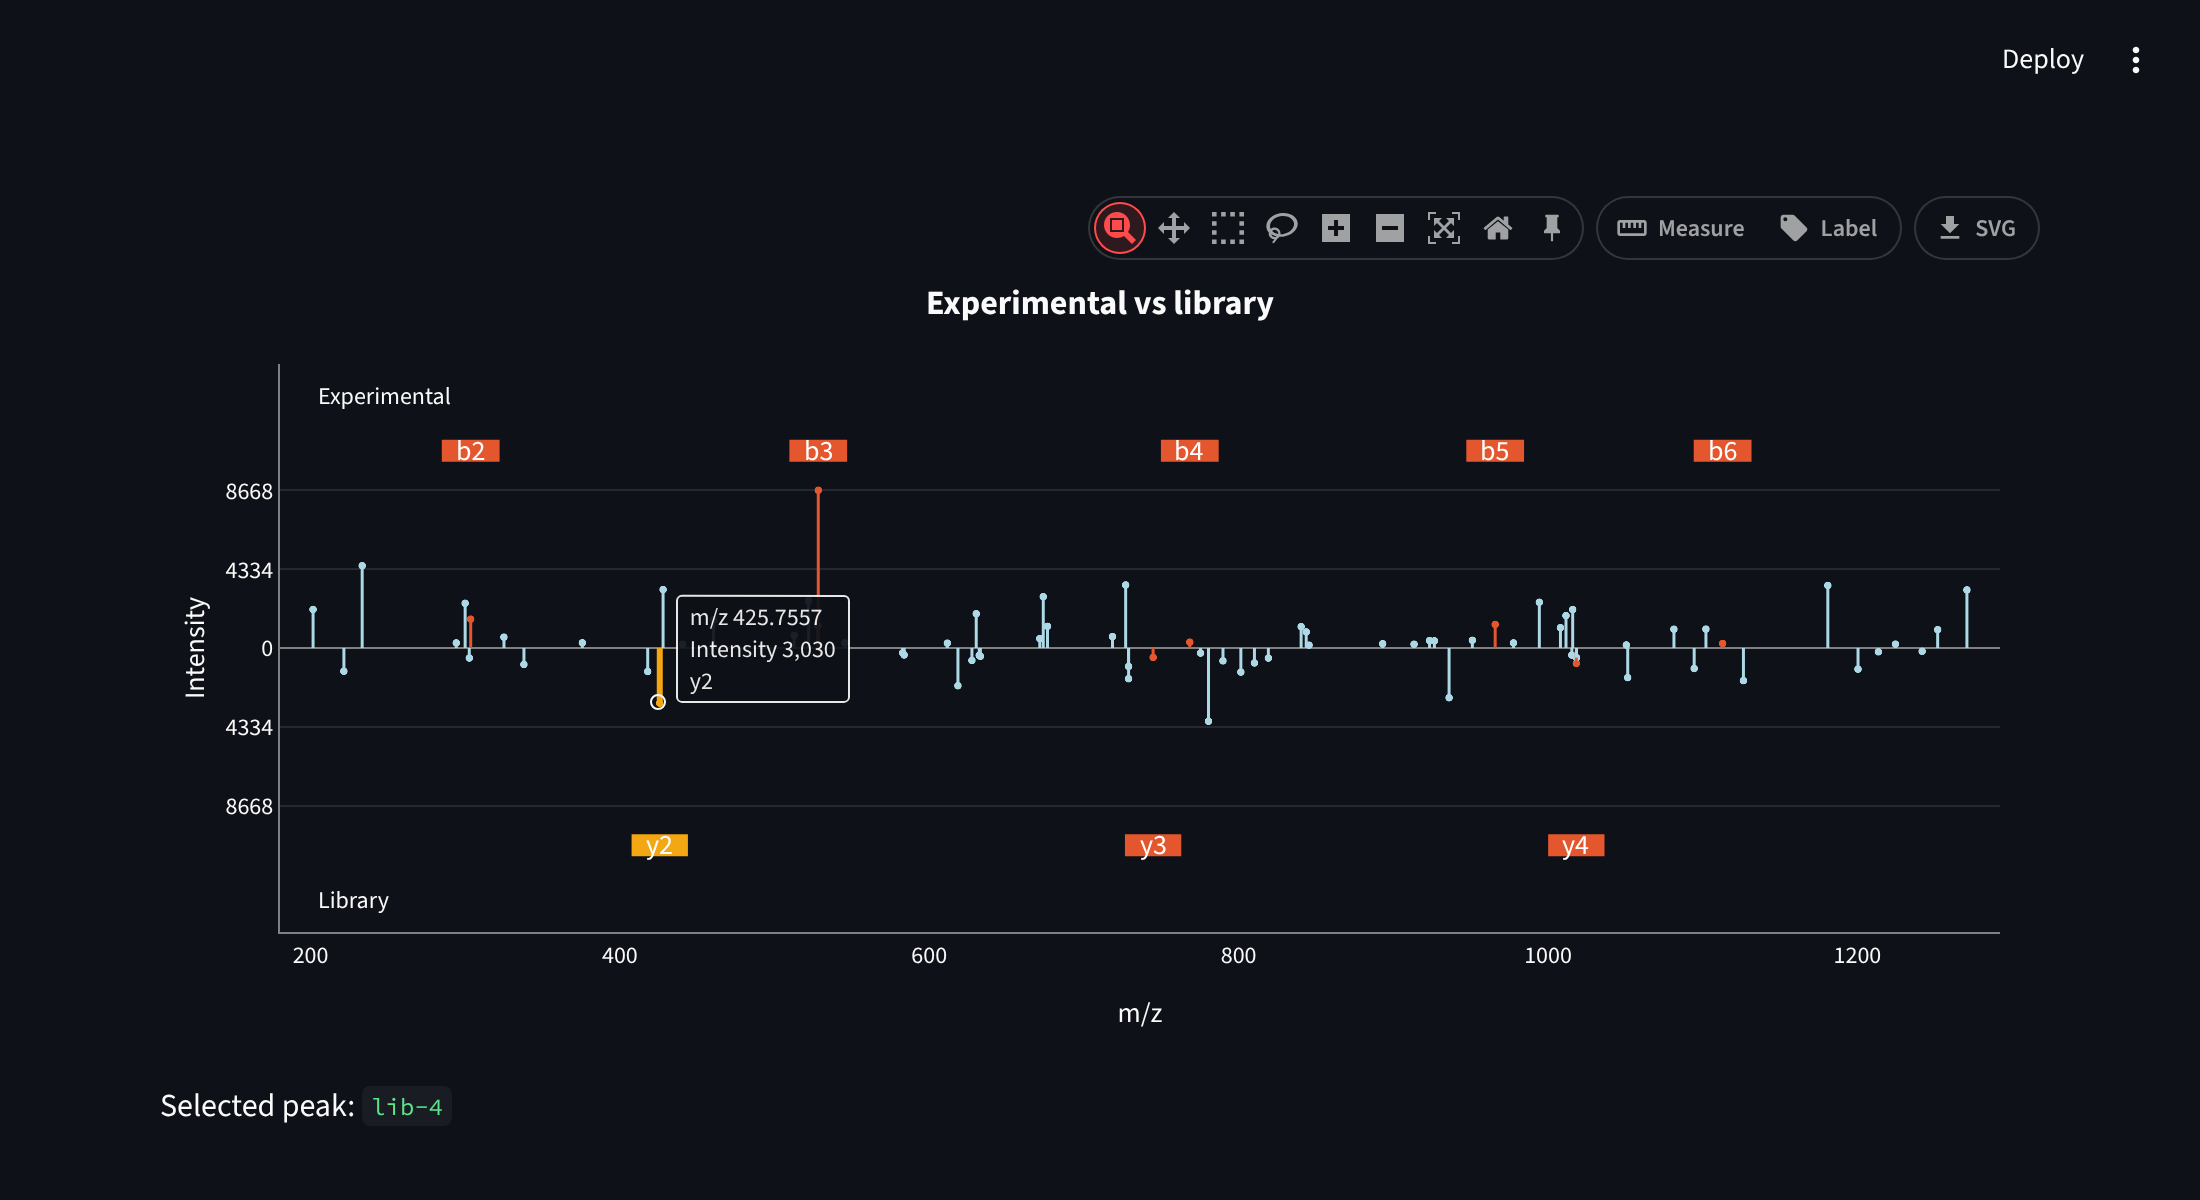 Deploy
Measure
Label
SVG
Experimental vs library
Experimental
b2
b3
b4
b5
b6
8668
4334
0
4334
8668
Intensity
m/z 425.7557
Intensity 3,030
y2
y2
y3
y4
Library
200
400
600
800
1000
1200
m/z
Selected peak: lib-4